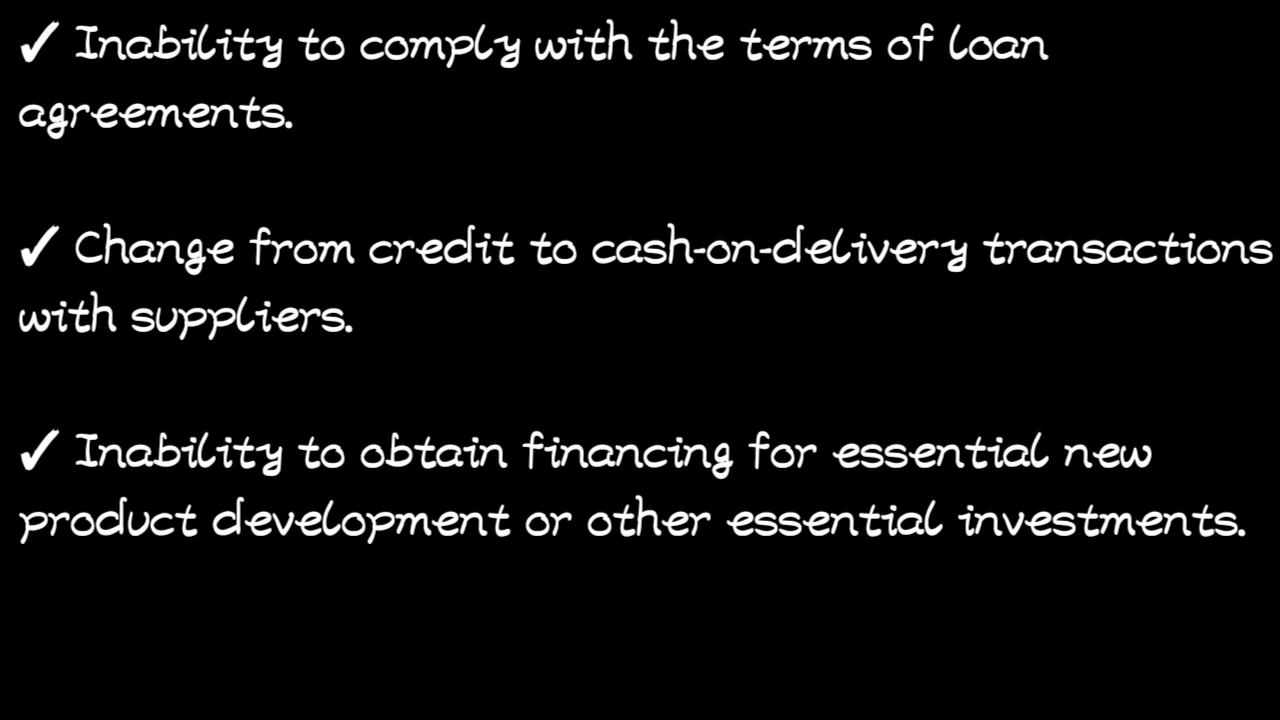 ✓ Inability to comply with the terms of loan
agreements.
✓ Change from credit to cash-on-delivery transactions
with suppliers.
✓ Inability to obtain financing for essential new
product development or other essential investments.